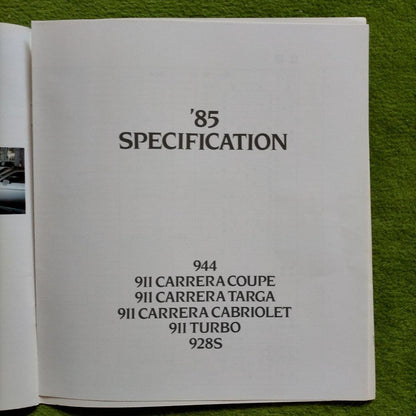 '85
SPECIFICATION
944
911 CARRERA COUPE
911 CARRERA TARGA
911 CARRERA CABRIOLET
911 TURBO
928S